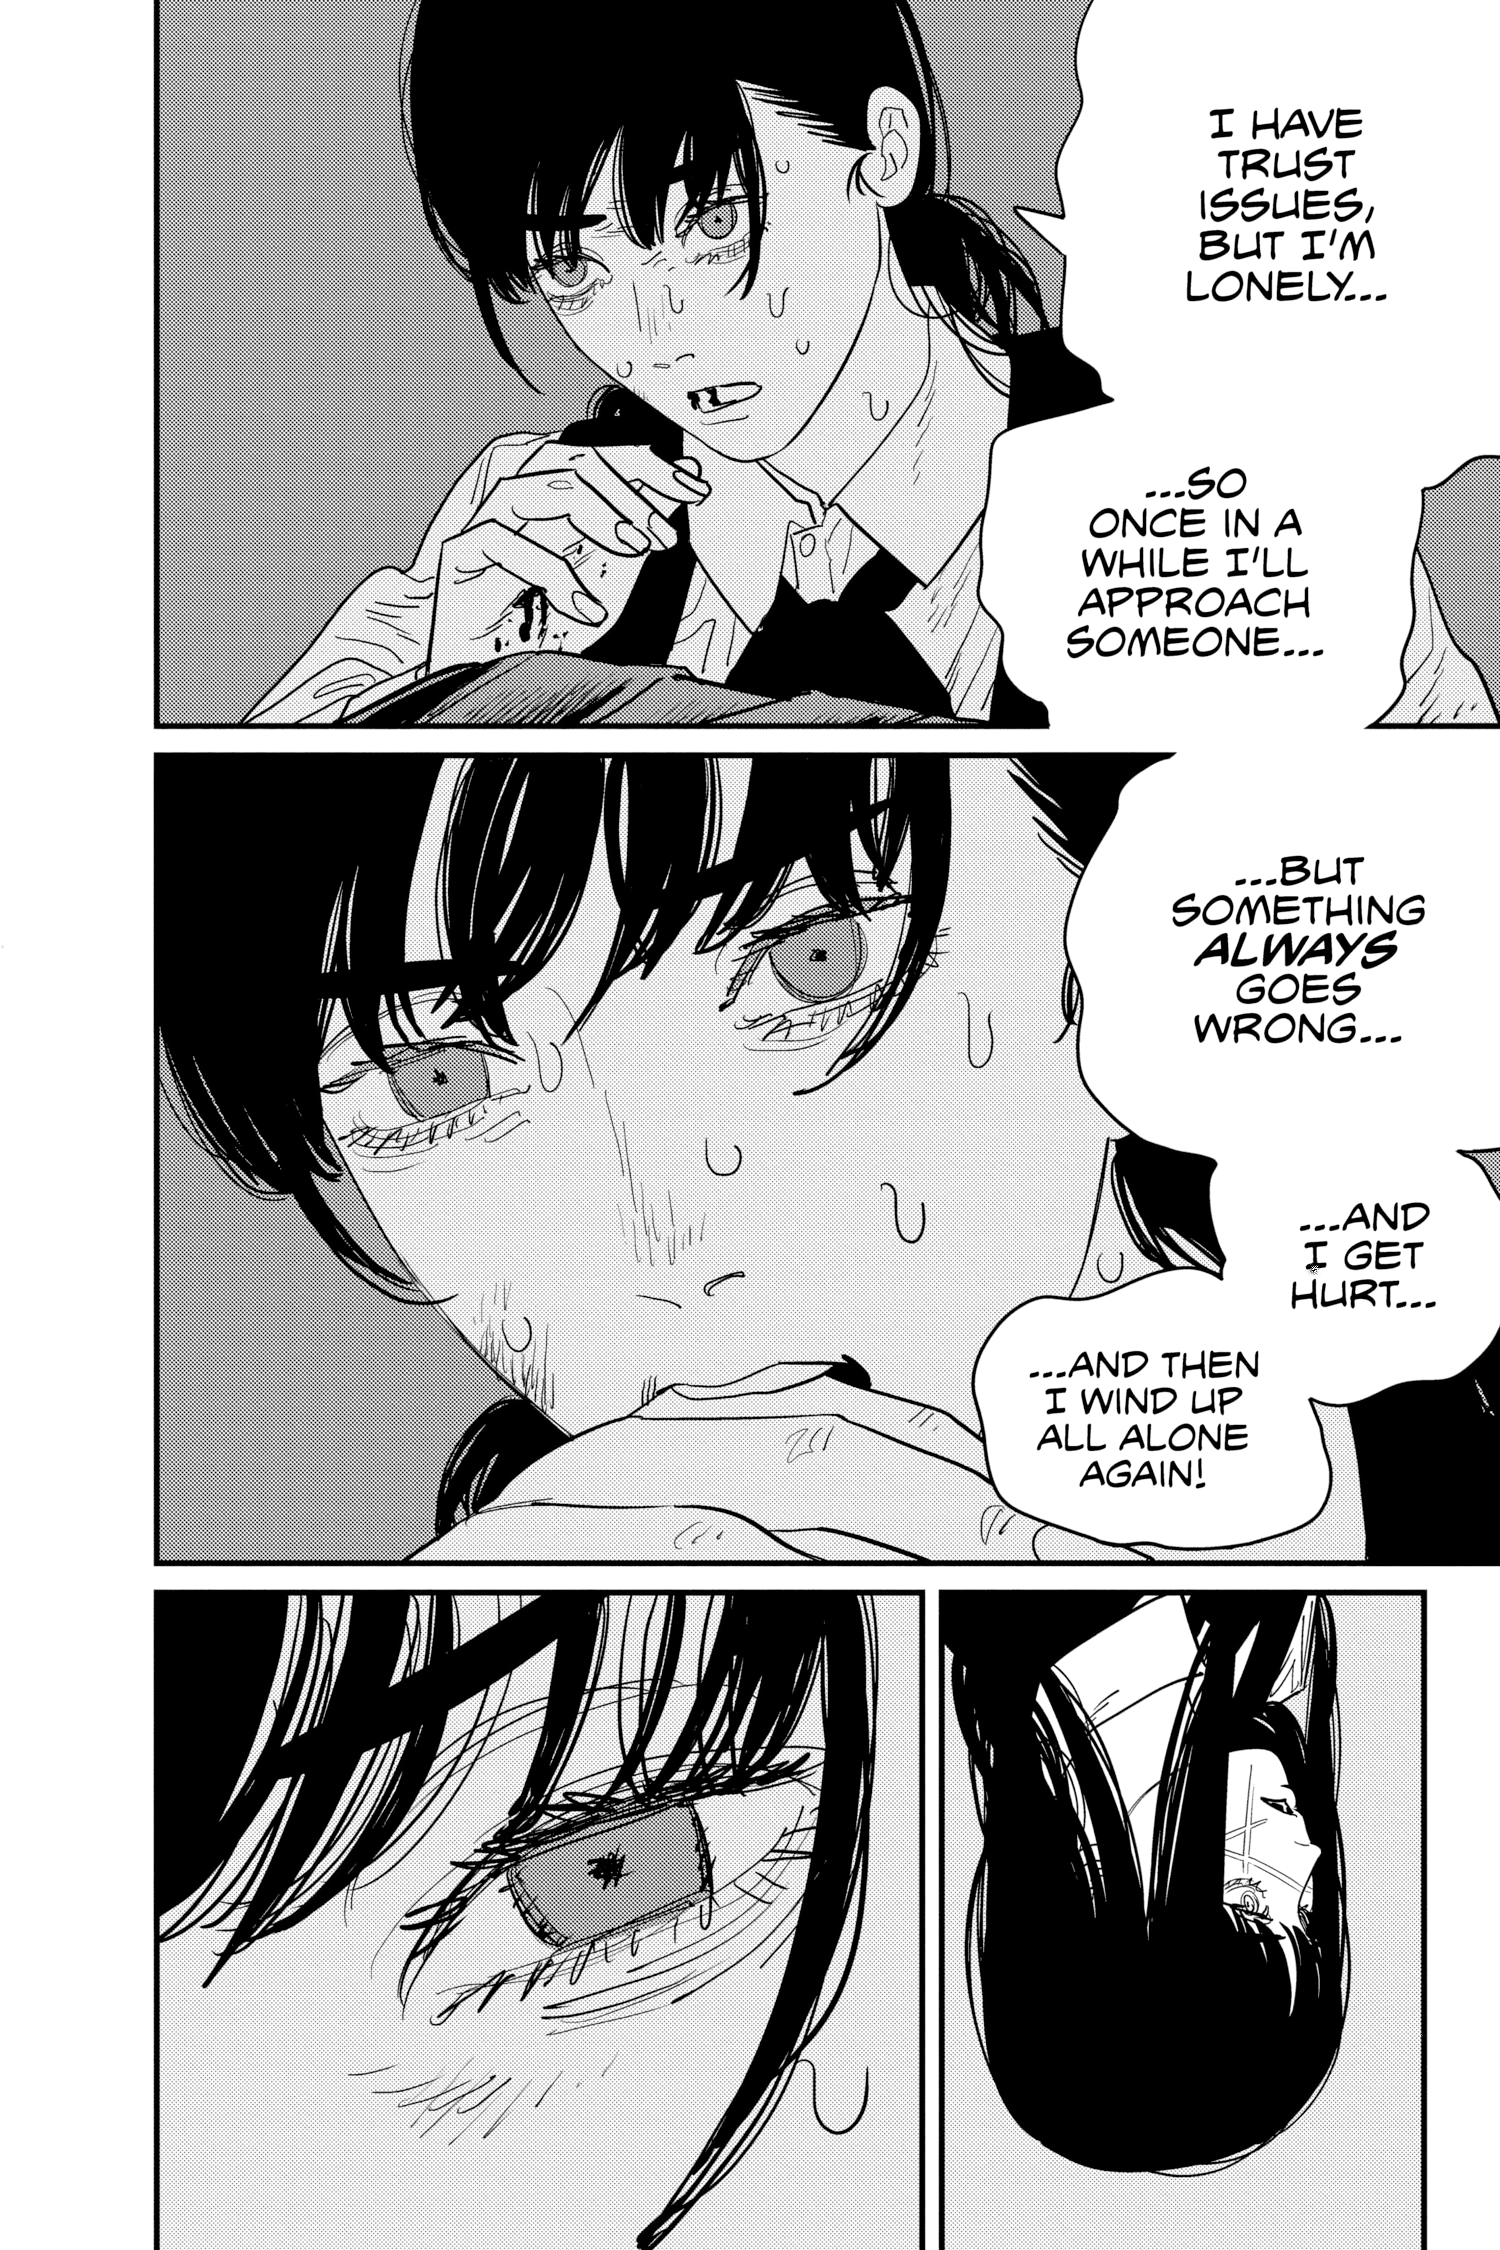 I HAVE
TRUST
ISSUES,
BUT I'M
LONELY...
...SO
ONCE IN A
WHILE I'LL
APPROACH
SOMEONE...
...BUT
SOMETHING
ALWAYS
GOES
WRONG...
...AND
I GET
HURT...
...AND THEN
I WIND UP
ALL ALONE
AGAIN!